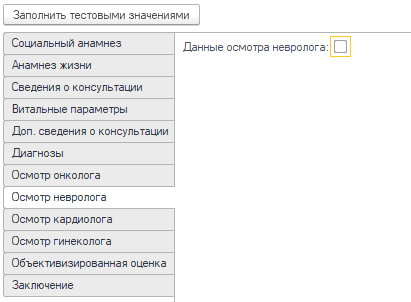 Заполнить тестовыми значениями
Социальный анамнез
Анамнез жизни
Сведения о консультации
Витальные параметры
Доп. сведения о консультации
Диагнозы
Осмотр онколога
Осмотр невролога
Осмотр кардиолога
Осмотр гинеколога
Объективизированная оценка
Заключение
Данные осмотра невролога: